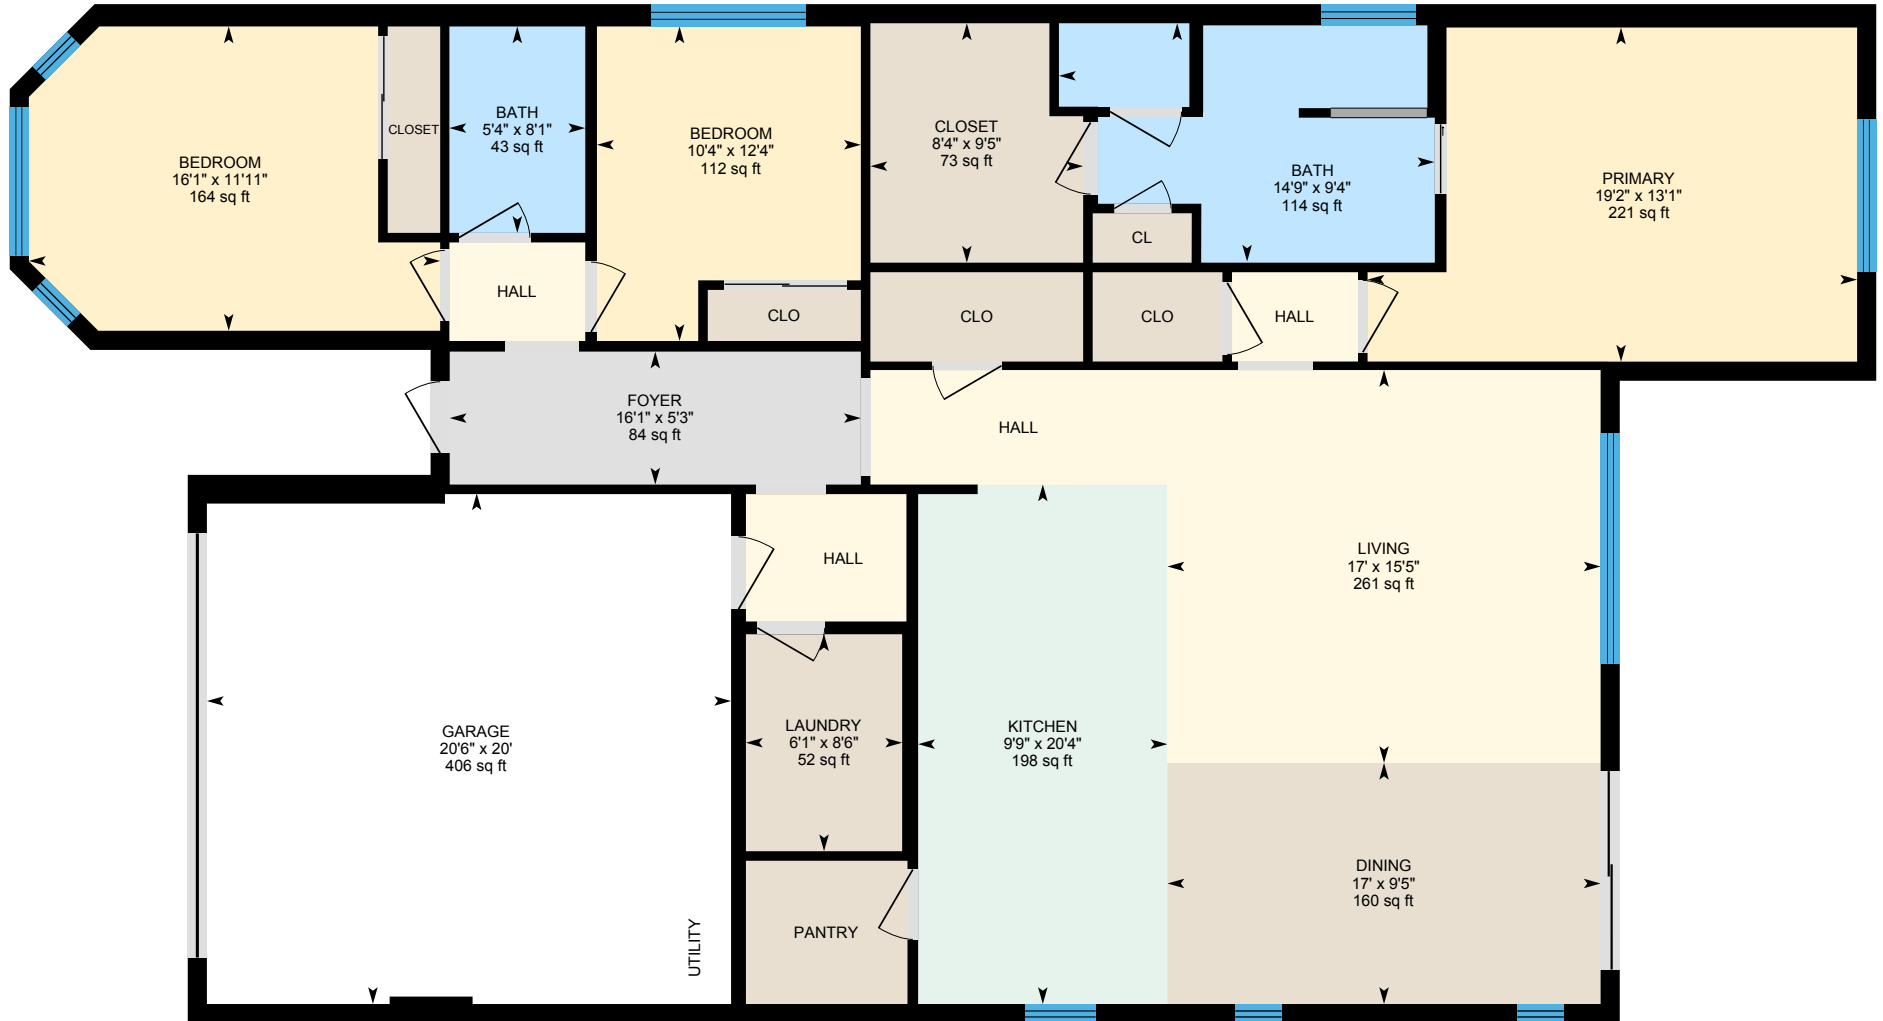 BEDROOM
16'1" x 11'11"
164 sq ft
CLOSET
BATH
5'4" x 8'1"
43 sq ft
BEDROOM
10'4" x 12'4"
112 sq ft
CLOSET
8'4" x 9'5"
73 sq ft
BATH
14'9" x 9'4"
114 sq ft
PRIMARY
19'2" x 13'1"
221 sq ft
CL
HALL
CLO
CLO
CLO
HALL
FOYER
16'1" x 5'3"
84 sq ft
HALL
HALL
LIVING
17' x 15'5"
261 sq ft
GARAGE
20'6" x 20'
406 sq ft
LAUNDRY
6'1" x 8'6"
52 sq ft
KITCHEN
9'9" x 20'4"
198 sq ft
DINING
17' x 9'5"
160 sq ft
UTILITY
PANTRY